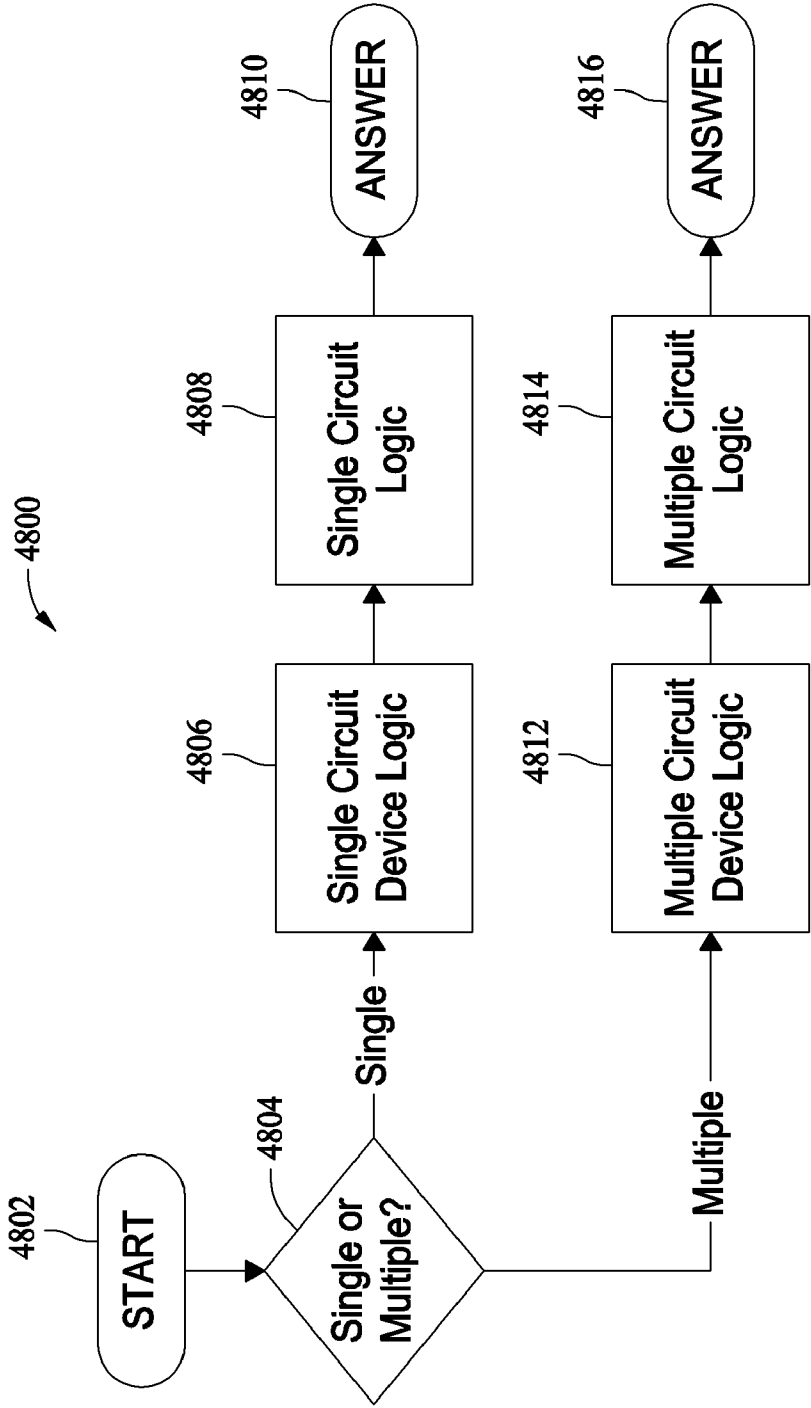 4800
4802
START
4804
Single or
Multiple?
Single
4806
Single Circuit
Device Logic
4808
Single Circuit
Logic
4810
ANSWER
Multiple
4812
Multiple Circuit
Device Logic
4814
Multiple Circuit
Logic
4816
ANSWER